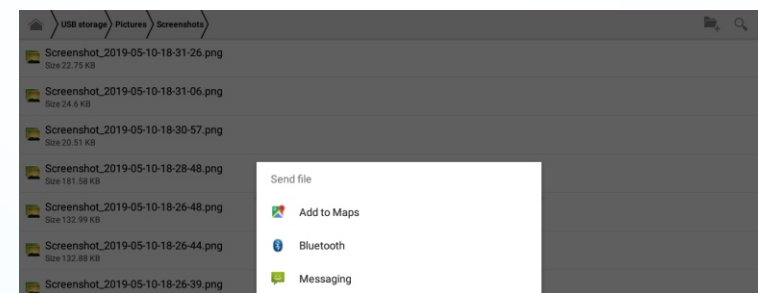 USB storage Pictures Screenshots
Screenshot_2019-05-10-18-31-26.png
Size 22.75 KB
Screenshot_2019-05-10-18-31-06.png
Size 24.6 KB
Screenshot_2019-05-10-18-30-57.png
Size 20.51 KB
Screenshot_2019-05-10-18-28-48.png
Size 181.58 KB
Screenshot_2019-05-10-18-26-48.png
Size 132.99 KB
Screenshot_2019-05-10-18-26-44.png
Size 132.88 KB
Screenshot_2019-05-10-18-26-39.png
Send file
Add to Maps
Bluetooth
Messaging